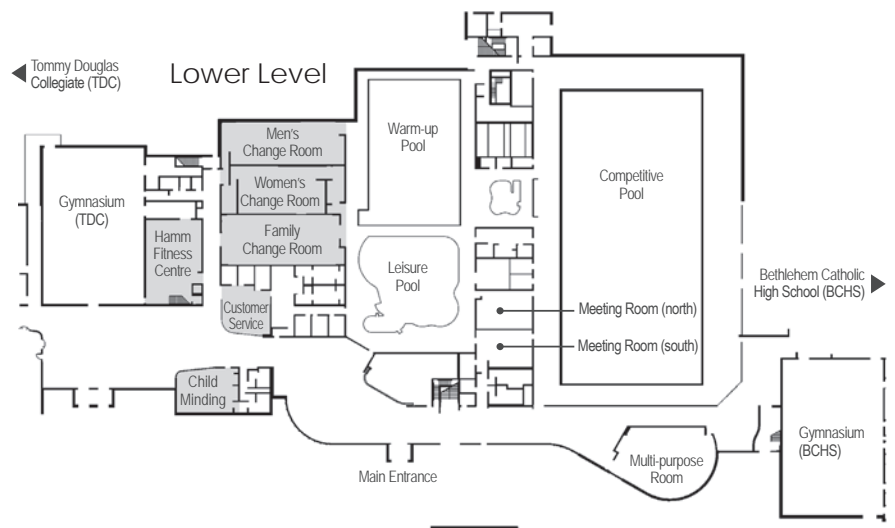 Tommy Douglas
Collegiate (TDC)
Lower Level
Men's
Change Room
Warm-up
Pool
Women's
Change Room
Competitive
Pool
Gymnasium
(TDC)
Family
Change Room
Hamm
Fitness
Centre
Leisure
Pool
Bethlehem Catholic
High School (BCHS)
Customer
Service
Meeting Room (north)
Meeting Room (south)
Child
Minding
Gymnasium
(BCHS)
Multi-purpose
Room
Main Entrance